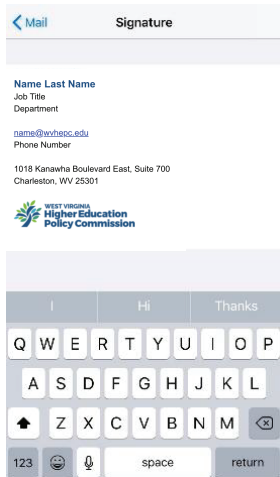 Mail
Signature
Name Last Name
Job Title
Department
name@wvhepc.edu
Phone Number
1018 Kanawha Boulevard East, Suite 700
Charleston, WV 25301
WEST VIRGINIA
Higher Education
Policy Commission
I Hi Thanks
Q W E R T Y U I O P
A S D F G H J K L
Z X C V B N M
123 space return